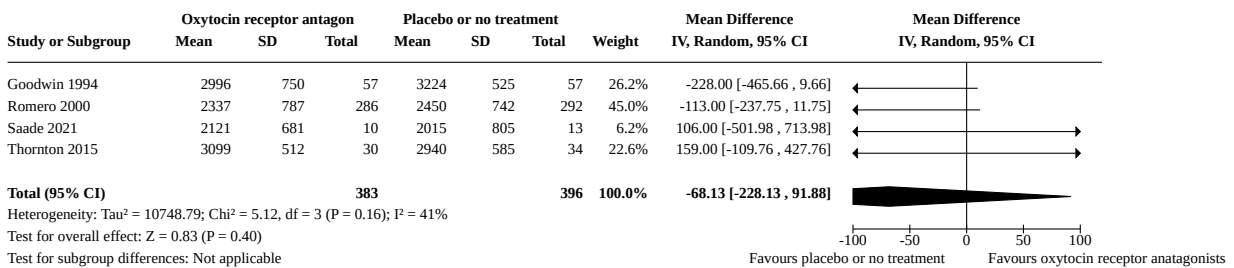 Oxytocin receptor antagon Placebo or no treatment Mean Difference Mean Difference
Study or Subgroup Mean SD Total Mean SD Total Weight IV, Random, 95% CI IV, Random, 95% CI
Goodwin 1994 2996 750 57 3224 525 57 26.2% -228.00 [-465.66 , 9.66]
Romero 2000 2337 787 286 2450 742 292 45.0% -113.00 [-237.75 , 11.75]
Saade 2021 2121 681 10 2015 805 13 6.2% 106.00 [-501.98 , 713.98]
Thornton 2015 3099 512 30 2940 585 34 22.6% 159.00 [-109.76 , 427.76]
Total (95% CI) 383 396 100.0% -68.13 [-228.13 , 91.88]
Heterogeneity: Tau² = 10748.79; Chi² = 5.12, df = 3 (P = 0.16); I² = 41%
Test for overall effect: Z = 0.83 (P = 0.40) -100 -50 0 50 100
Test for subgroup differences: Not applicable Favours placebo or no treatment Favours oxytocin receptor anatagonists